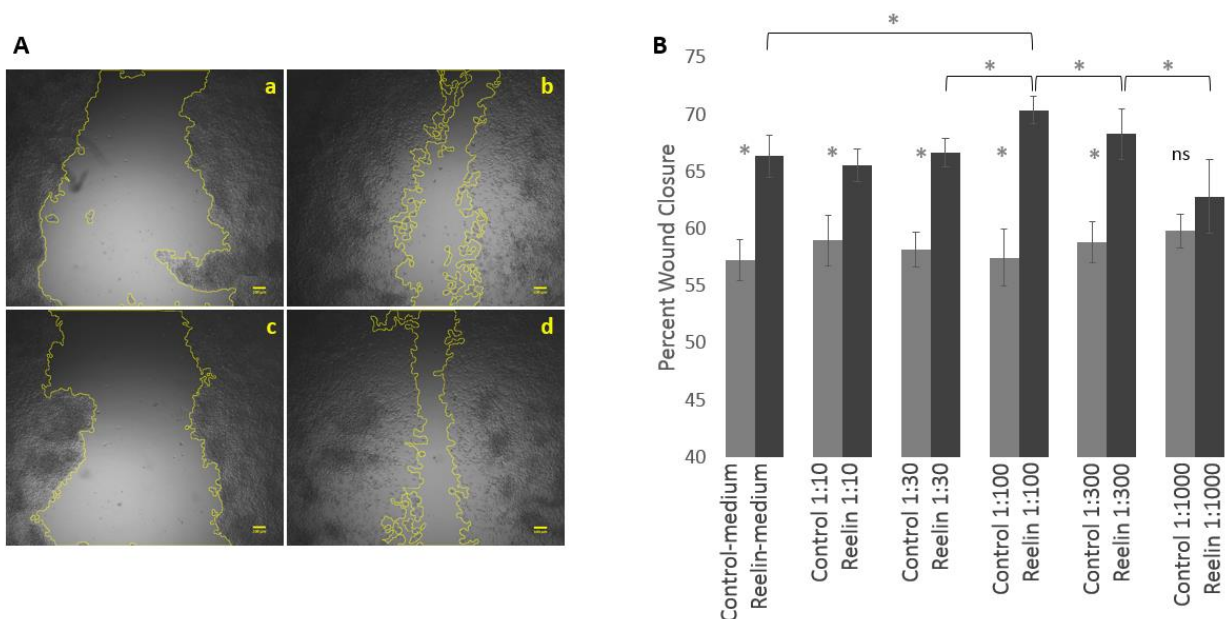 A
a
b
c
d
B
Percent Wound Closure
75
70
65
60
55
50
45
40
*
*
*
*
*
*
*
*
*
ns
Control-medium
Reelin-medium
Control 1:10
Reelin 1:10
Control 1:30
Reelin 1:30
Control 1:100
Reelin 1:100
Control 1:300
Reelin 1:300
Control 1:1000
Reelin 1:1000